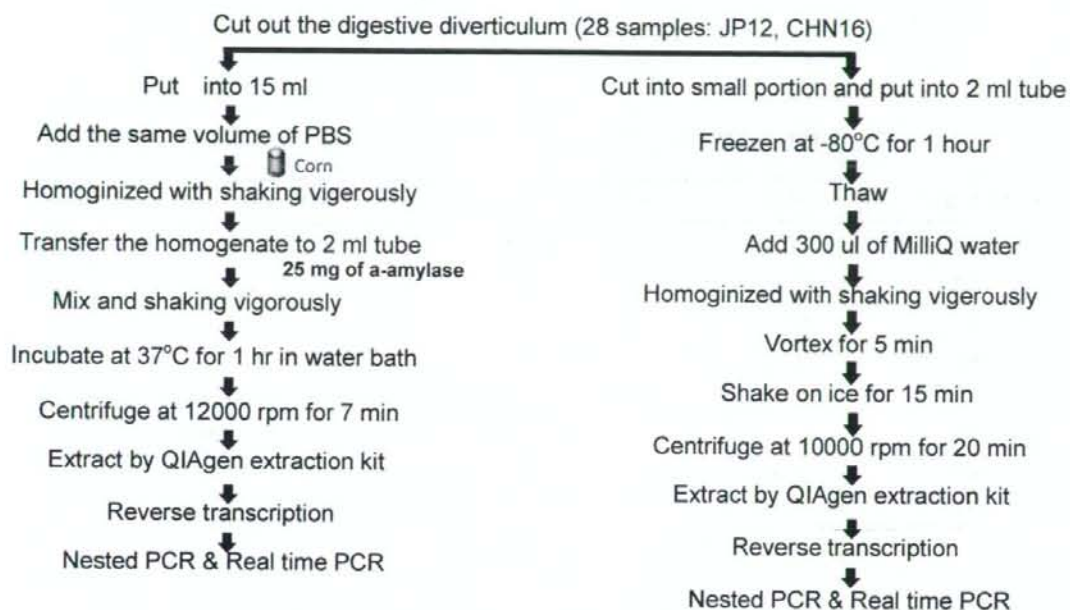 Cut out the digestive diverticulum (28 samples: JP12, CHN16)
Put into 15 ml
Add the same volume of PBS
Corn
Homoginized with shaking vigerously
Transfer the homogenate to 2 ml tube
25 mg of a-amylase
Mix and shaking vigorously
Incubate at 37°C for 1 hr in water bath
Centrifuge at 12000 rpm for 7 min
Extract by QIAgen extraction kit
Reverse transcription
Nested PCR & Real time PCR
Cut into small portion and put into 2 ml tube
Freezen at -80°C for 1 hour
Thaw
Add 300 ul of MilliQ water
Homoginized with shaking vigerously
Vortex for 5 min
Shake on ice for 15 min
Centrifuge at 10000 rpm for 20 min
Extract by QIAgen extraction kit
Reverse transcription
Nested PCR & Real time PCR